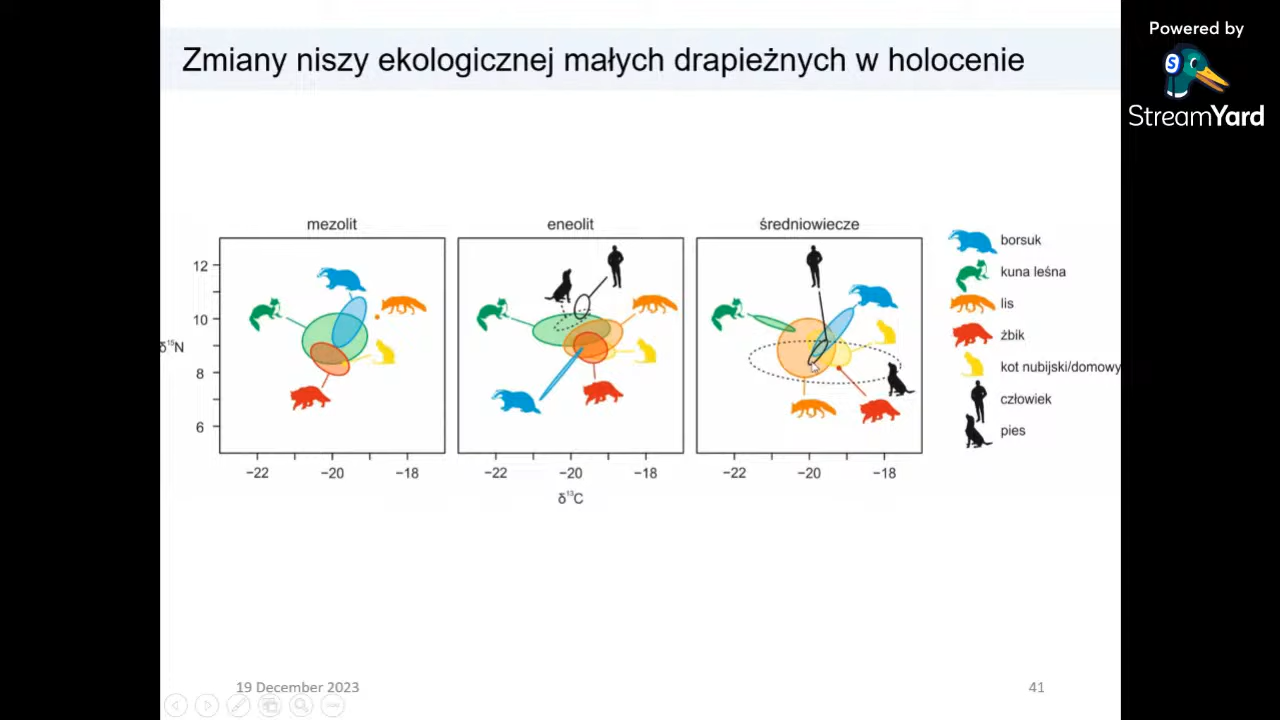 Zmiany niszy ekologicznej małych drapieżnych w holocenie
Powered by
S
StreamYard
mezolit
eneolit
średniowiecze
12
10
8
6
δ¹⁵N
−22
−20
−18
−22
−20
−18
−22
−20
−18
δ¹³C
borsuk
kuna leśna
lis
żbik
kot nubijski/domowy
człowiek
pies
19 December 2023
41